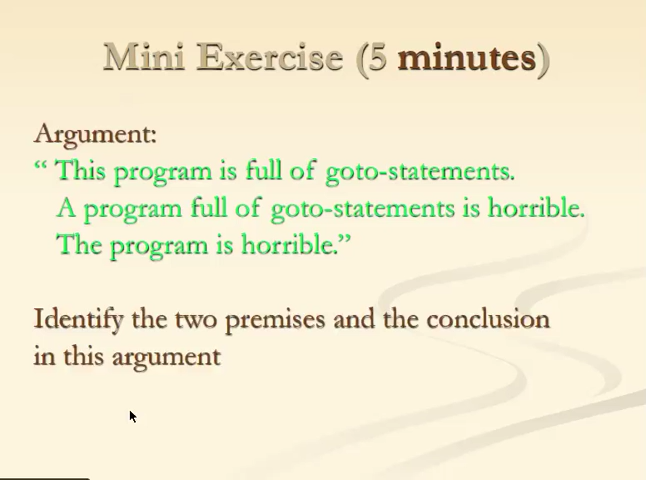 Mini Exercise (5 minutes)
Argument:
“ This program is full of goto-statements.
A program full of goto-statements is horrible.
The program is horrible.”
Identify the two premises and the conclusion
in this argument